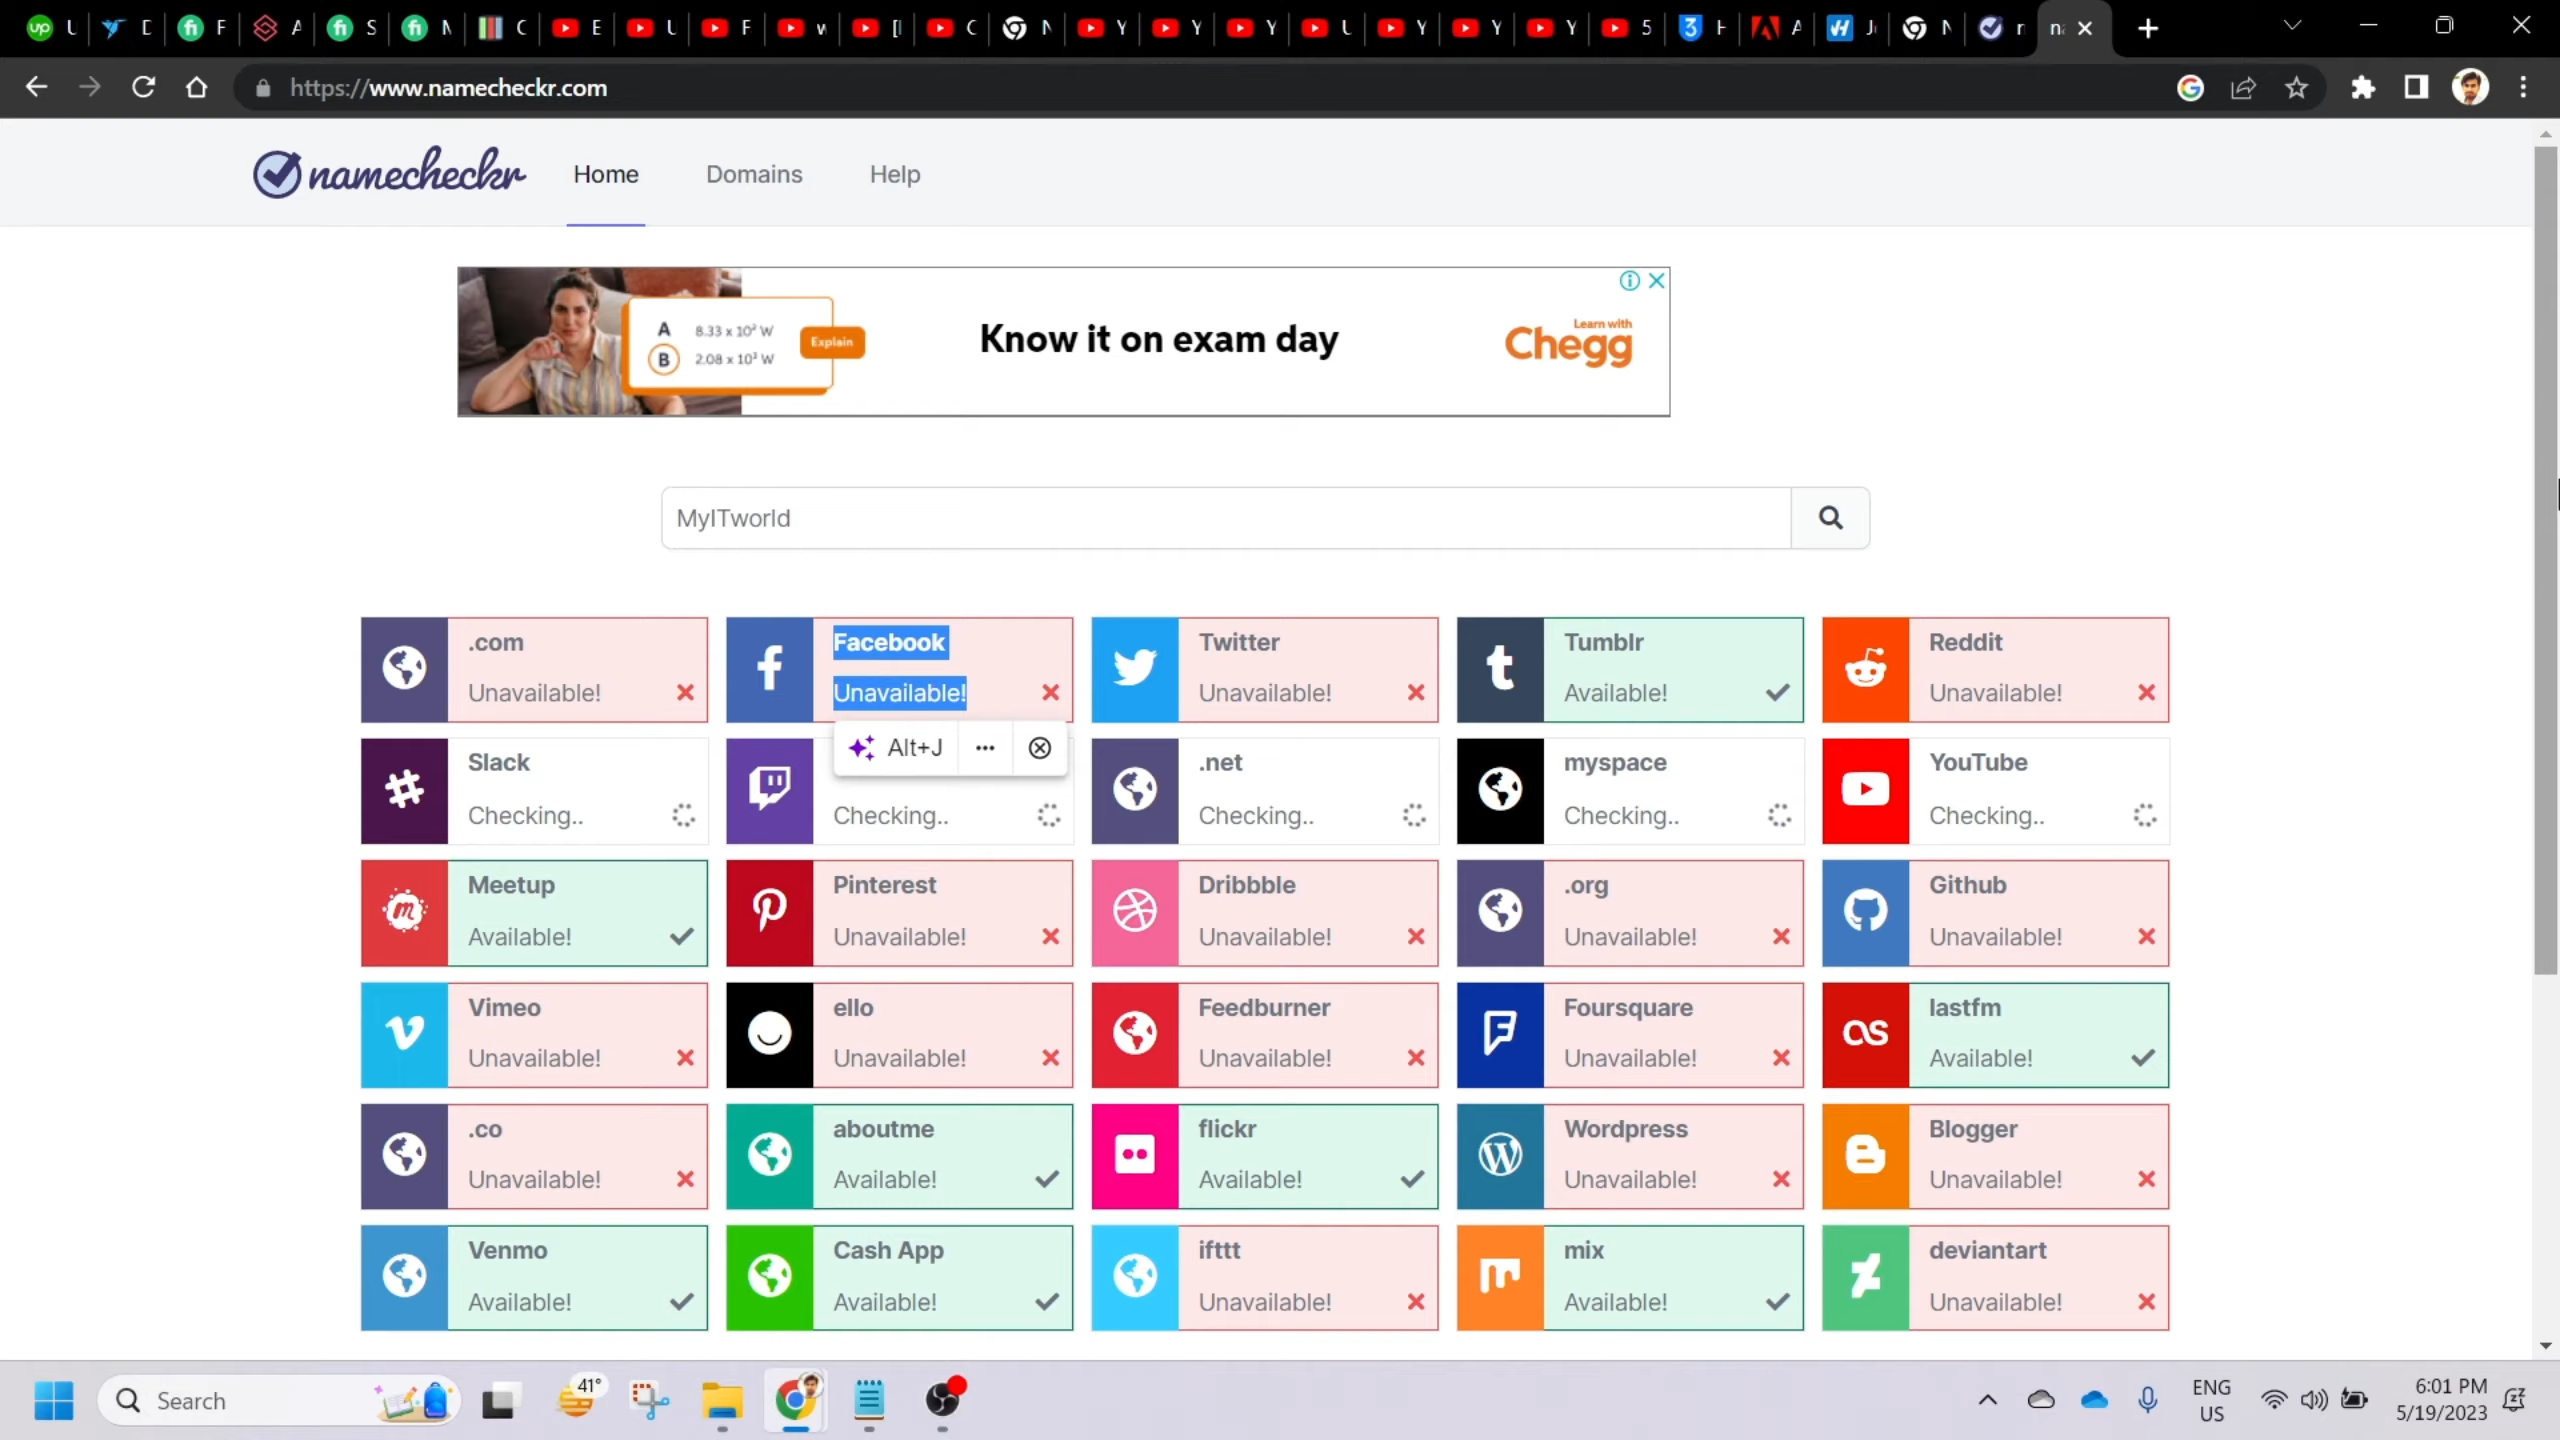 https://www.namecheckr.com
namecheckr
Home
Domains
Help
A 8.33 x 10² W
B 2.08 x 10³ W
Explain
Know it on exam day
Learn with
Chegg
MyITworld
.com
Unavailable!
Facebook
Unavailable!
Twitter
Unavailable!
Tumblr
Available!
Reddit
Unavailable!
Slack
Checking..
Alt+J
Checking..
.net
Checking..
myspace
Checking..
YouTube
Checking..
Meetup
Available!
Pinterest
Unavailable!
Dribbble
Unavailable!
.org
Unavailable!
Github
Unavailable!
Vimeo
Unavailable!
ello
Unavailable!
Feedburner
Unavailable!
Foursquare
Unavailable!
lastfm
Available!
.co
Unavailable!
aboutme
Available!
flickr
Available!
Wordpress
Unavailable!
Blogger
Unavailable!
Venmo
Available!
Cash App
Available!
ifttt
Unavailable!
mix
Available!
deviantart
Unavailable!
Search
41°
ENG
US
6:01 PM
5/19/2023